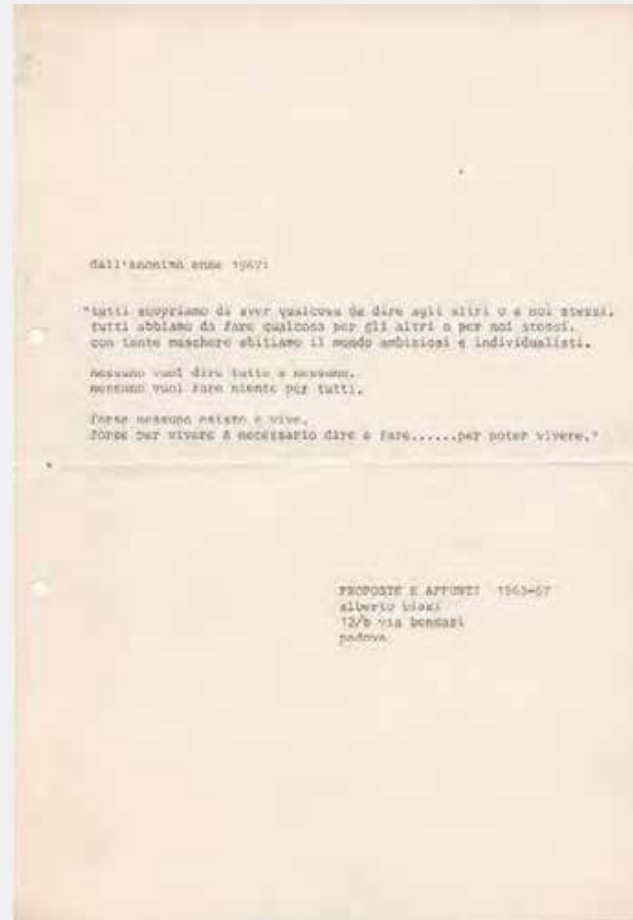 dall'anonimo anno 1967:
"tutti scopriamo di aver qualcosa da dire agli altri o a noi stessi.
tutti abbiamo da fare qualcosa per gli altri o per noi stessi.
con tante maschere abitiamo il mondo ambiziosi e individualisti.
nessuno vuol dire tutto a nessuno.
nessuno vuol fare niente per tutti.
forse nessuno esiste e vive.
forse per vivere è necessario dire e fare......per poter vivere."
PROPOSTE E APPUNTI 1963-67
alberto biasi
12/b via
padova